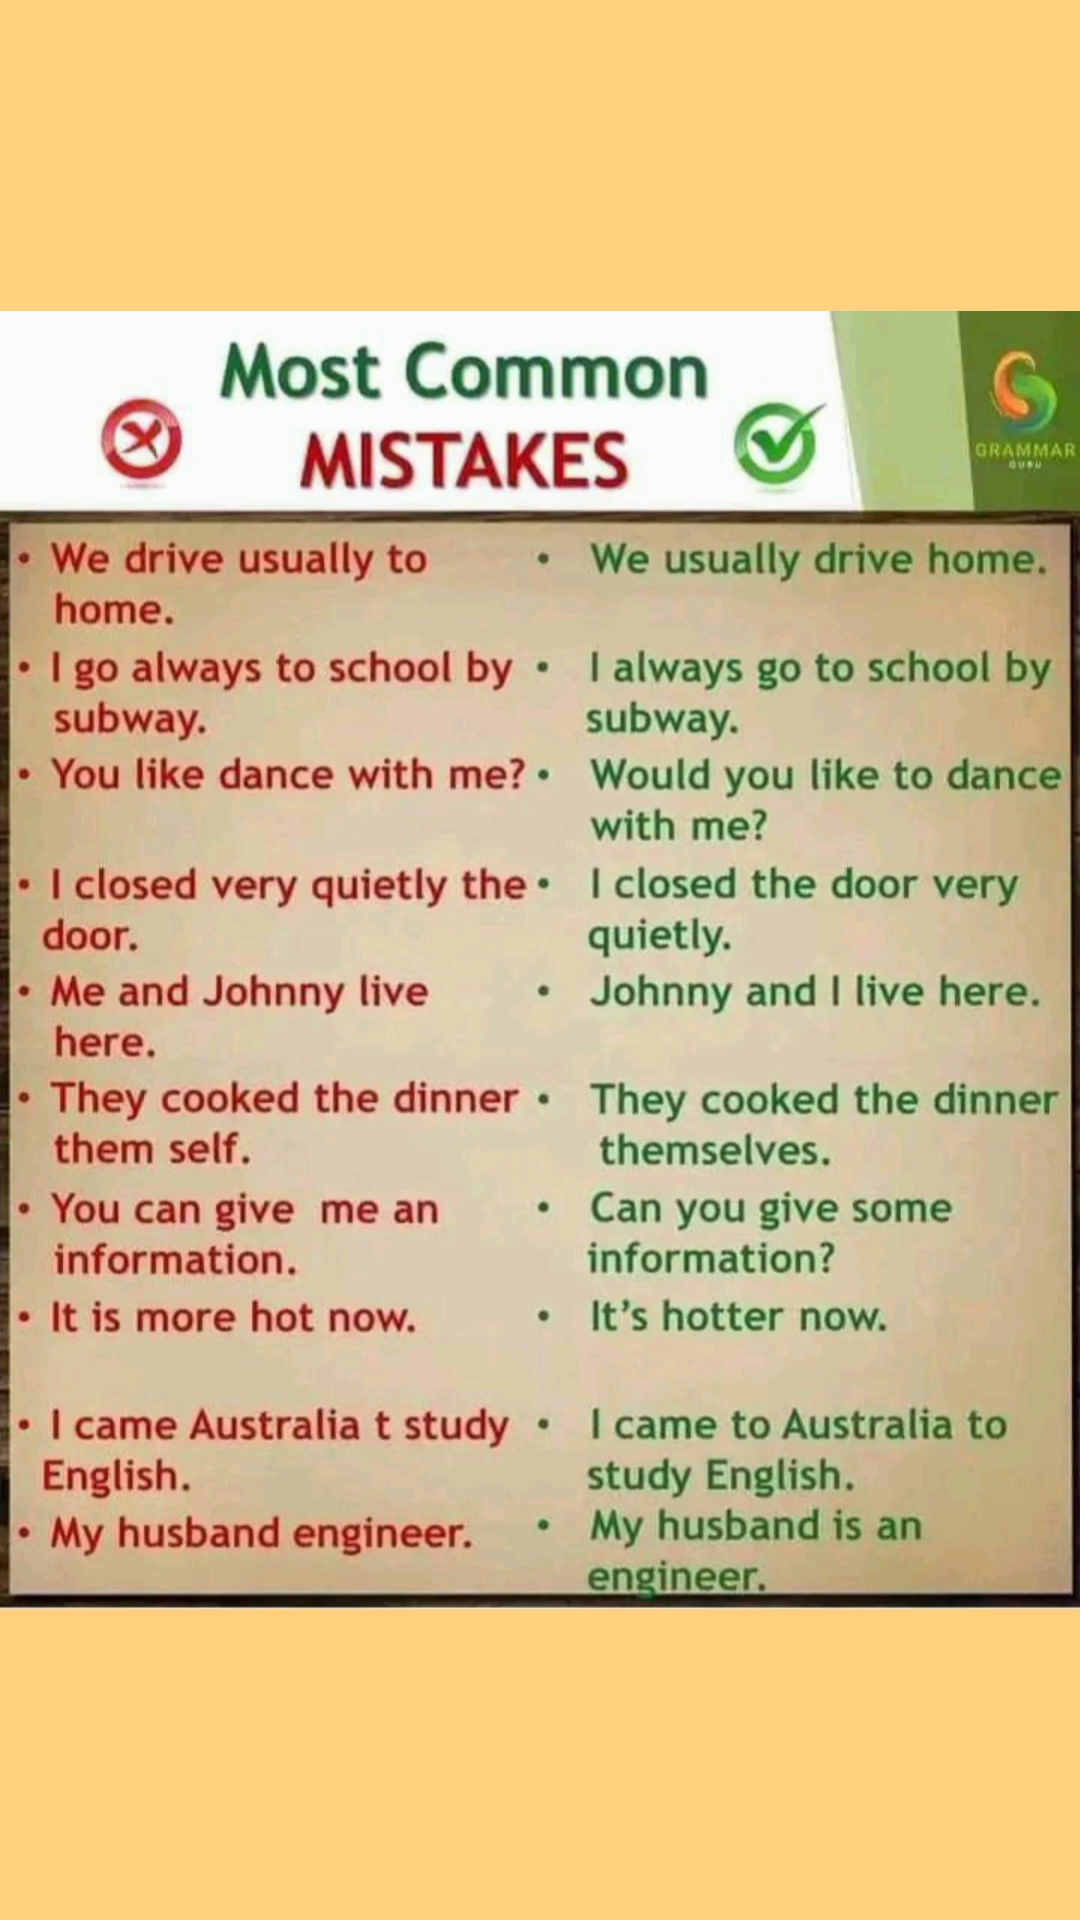 Most Common
MISTAKES
GRAMMAR
GURU
• We drive usually to
home.
• I go always to school by
subway.
• You like dance with me?
• I closed very quietly the
door.
• Me and Johnny live
here.
• They cooked the dinner
them self.
• You can give me an
information.
• It is more hot now.
• I came Australia t study
English.
• My husband engineer.
• We usually drive home.
• I always go to school by
subway.
• Would you like to dance
with me?
• I closed the door very
quietly.
• Johnny and I live here.
• They cooked the dinner
themselves.
• Can you give some
information?
• It’s hotter now.
• I came to Australia to
study English.
• My husband is an
engineer.